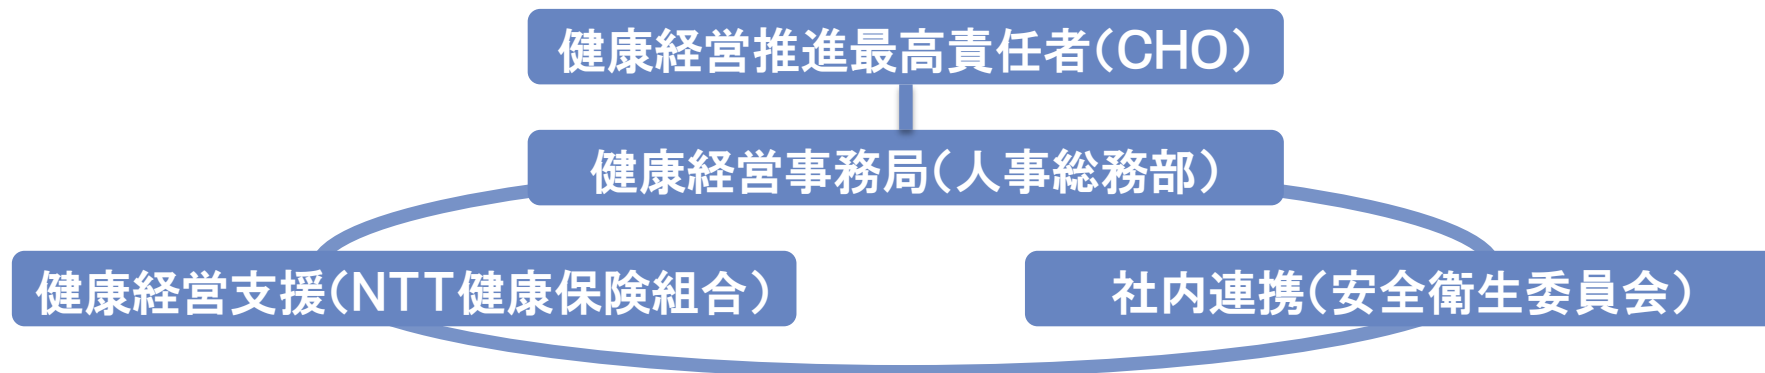 健康経営推進最高責任者(CHO)
健康経営事務局(人事総務部)
健康経営支援(NTT健康保険組合)
社内連携(安全衛生委員会)